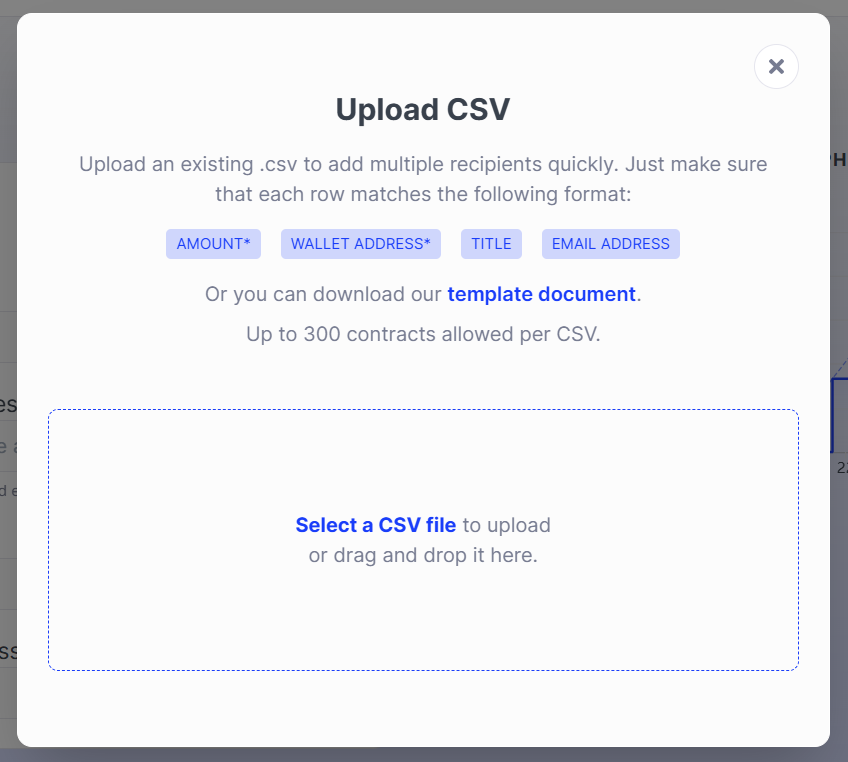 Upload CSV
Upload an existing .csv to add multiple recipients quickly. Just make sure
that each row matches the following format:
AMOUNT* WALLET ADDRESS* TITLE EMAIL ADDRESS
Or you can download our template document.
Up to 300 contracts allowed per CSV.
Select a CSV file to upload
or drag and drop it here.